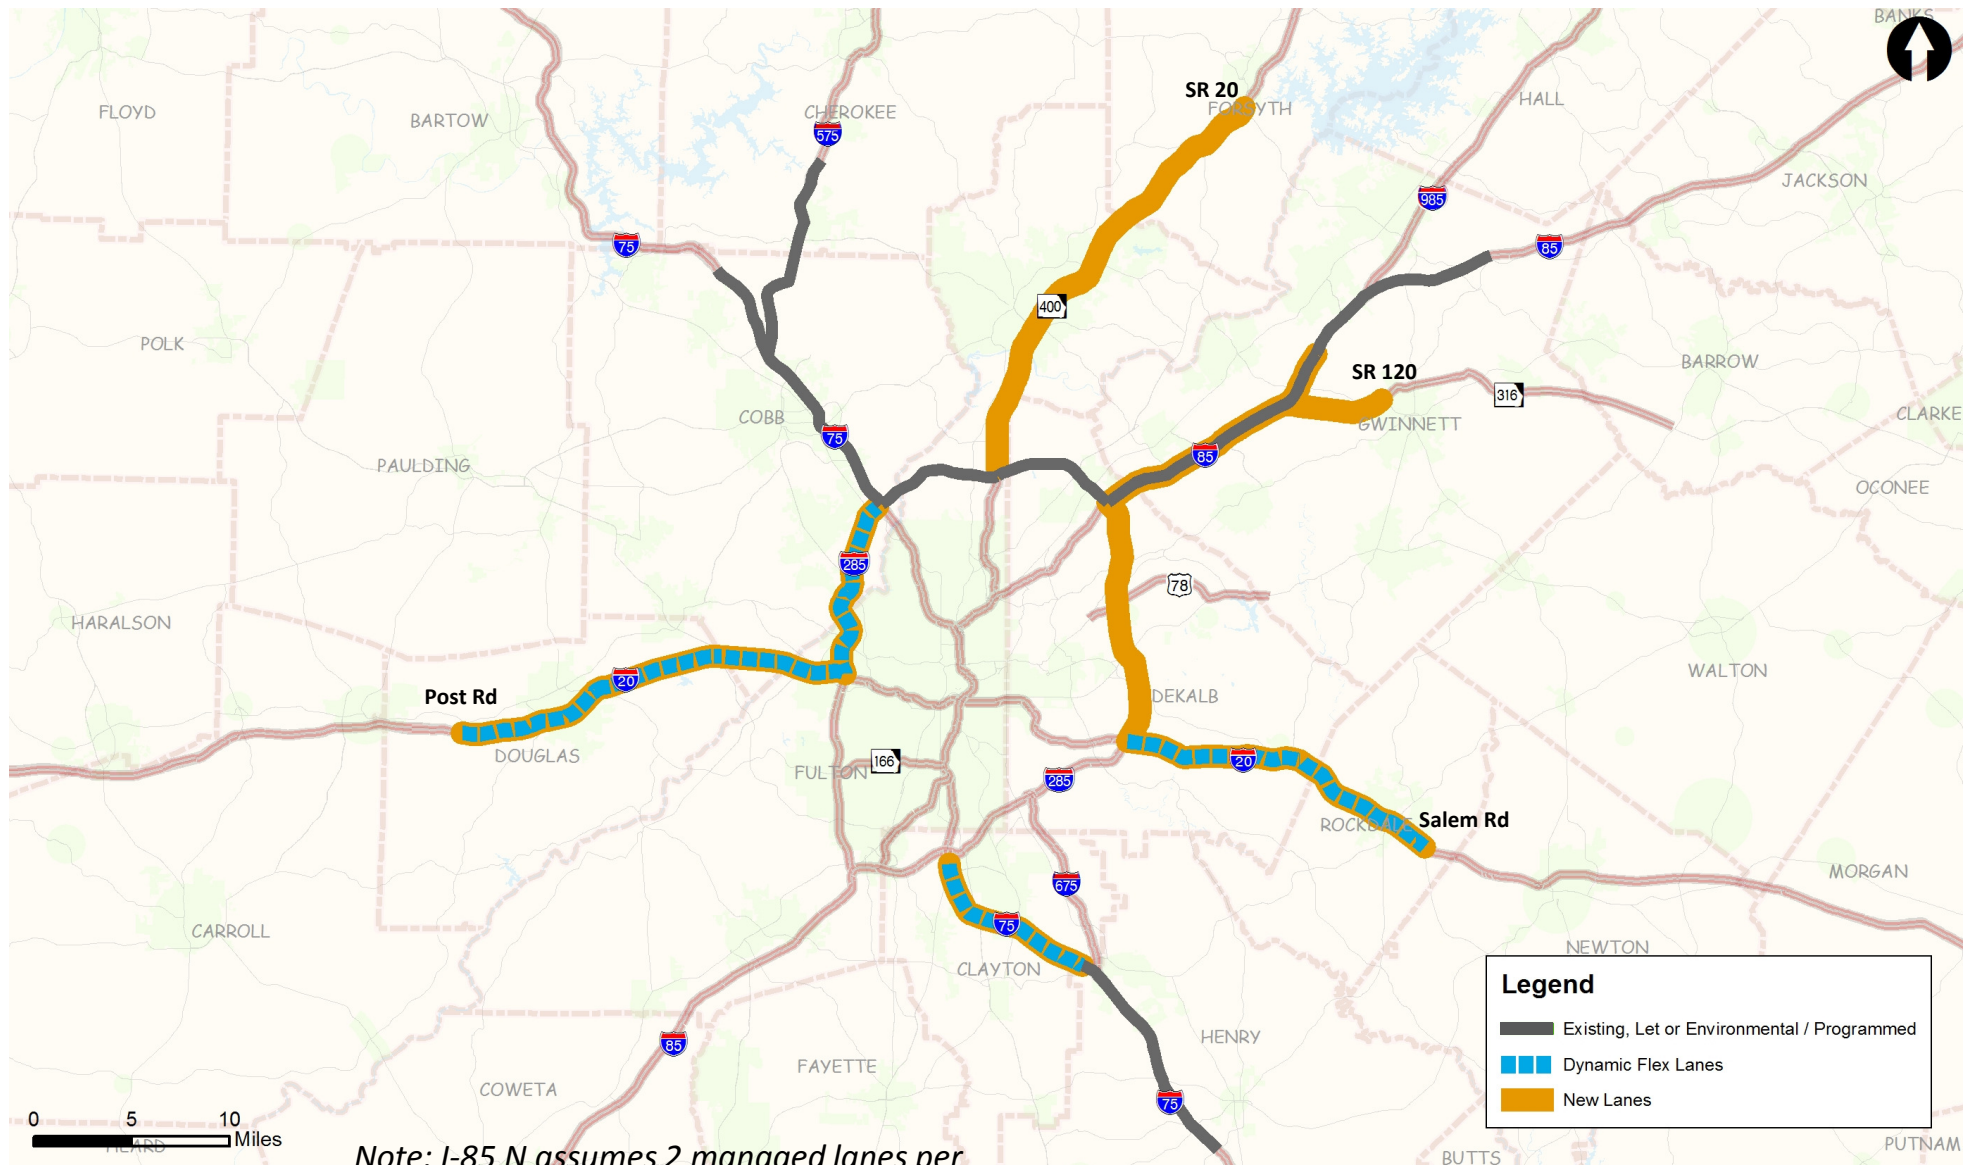 BANKS
SR 20
FORSYTH
FLOYD
BARTOW
CHEROKEE
575
HALL
JACKSON
985
75
85
400
POLK
BARROW
SR 120
316
GWINNETT
CLARKE
COBB
75
85
PAULDING
OCONEE
285
78
HARALSON
WALTON
20
Post Rd
DEKALB
DOUGLAS
FULTON
166
285
20
ROCKDALE
Salem Rd
675
MORGAN
CARROLL
75
NEWTON
CLAYTON
Legend
Existing, Let or Environmental / Programmed
Dynamic Flex Lanes
New Lanes
HENRY
85
FAYETTE
COWETA
75
0 5 10
Miles
HEARD
Note: I-85 N assumes 2 managed lanes per
BUTTS
PUTNAM